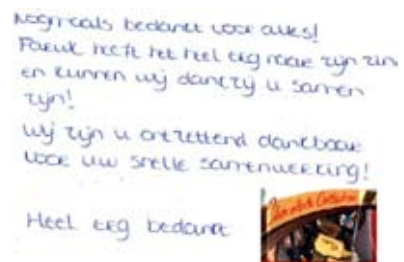 Nogmaals bedankt voor alles!
Faruk heeft het heel erg naar zijn zin
en kunnen wij dankzij u samen
zijn!
Wij zijn u ontzettend dankbaar
voor uw snelle samenwerking!
Heel erg bedankt